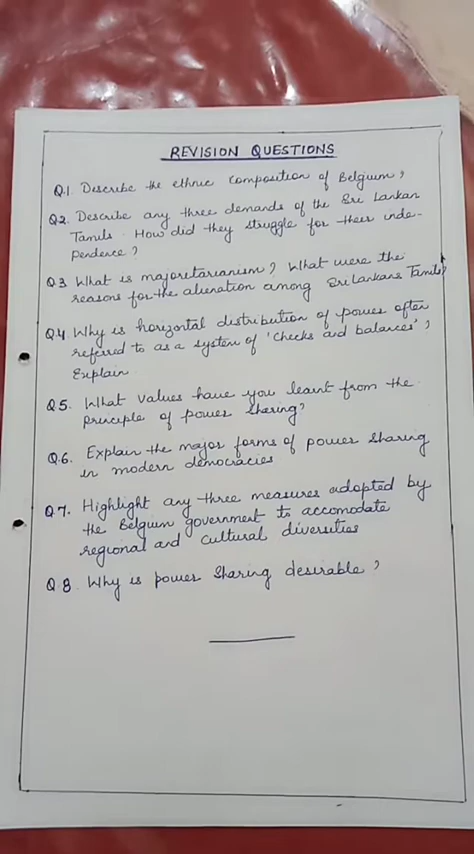 REVISION QUESTIONS
Q.1. Describe the ethnic composition of Belgium?
Q2. Describe any three demands of the Sri Lankan
Tamils. How did they struggle for their inde-
pendence?
Q3 What is majoritarianism? What were the
reasons for the alienation among Sri Lankans Tamils?
Q4 Why is horizontal distribution of power often
referred to as a system of 'checks and balances'?
Explain.
Q5. What values have you learnt from the
principle of power sharing?
Q.6. Explain the major forms of power sharing
in modern democracies
Q7. Highlight any three measures adopted by
the Belgium government to accomodate
regional and cultural diversities
Q8. Why is power sharing desirable?